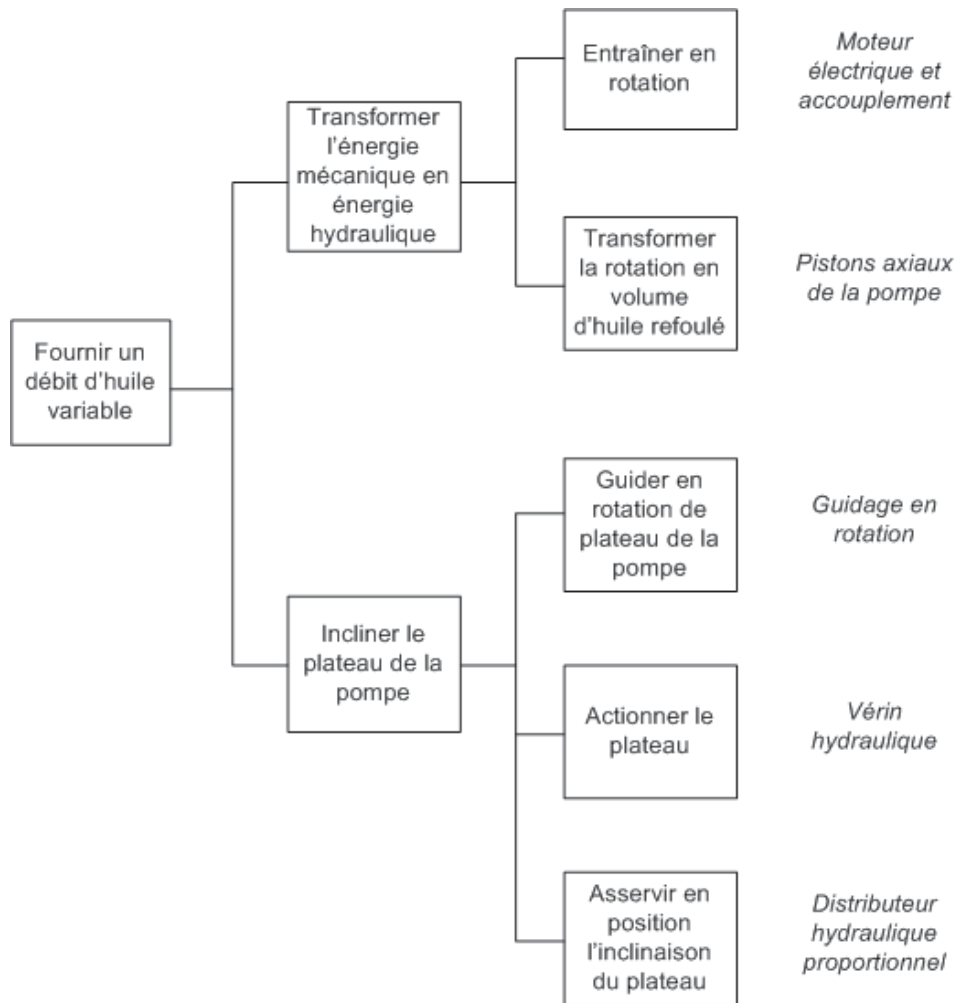 Entraîner en
rotation
Moteur
électrique et
accouplement
Transformer
l'énergie
mécanique en
énergie
hydraulique
Transformer
la rotation en
volume
d'huile refoulé
Pistons axiaux
de la pompe
Fournir un
débit d'huile
variable
Guider en
rotation de
plateau de la
pompe
Guidage en
rotation
Incliner le
plateau de la
pompe
Actionner le
plateau
Vérin
hydraulique
Asservir en
position
l'inclinaison
du plateau
Distributeur
hydraulique
proportionnel